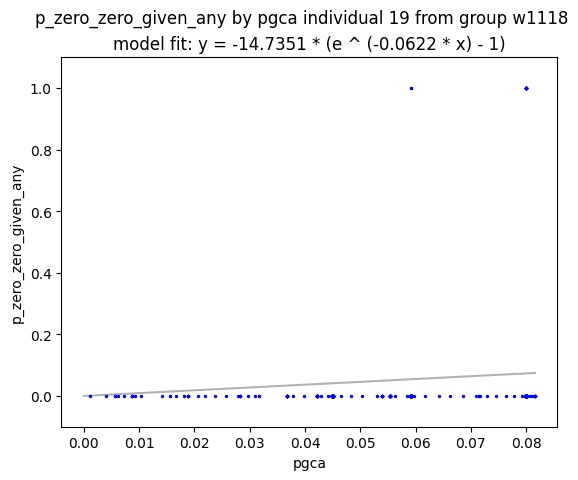 p_zero_zero_given_any by pgca individual 19 from group w1118
model fit: y = -14.7351 * (e ^ (-0.0622 * x) - 1)
1.0
0.8
0.6
0.4
0.2
0.0
p_zero_zero_given_any
0.00 0.01 0.02 0.03 0.04 0.05 0.06 0.07 0.08
pgca